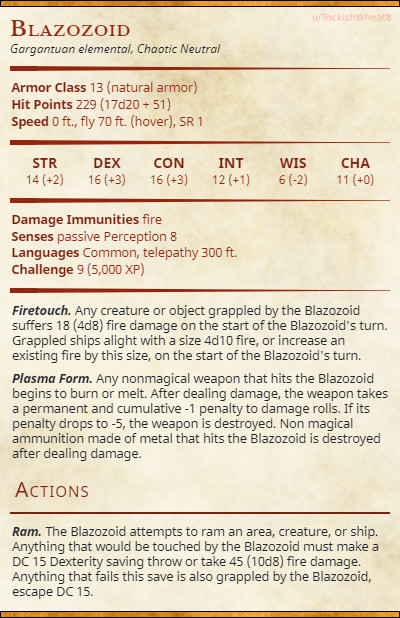 u/TrickishWheat8
Blazozoid
Gargantuan elemental, Chaotic Neutral
Armor Class 13 (natural armor)
Hit Points 229 (17d20 + 51)
Speed 0 ft., fly 70 ft. (hover), SR 1
STR DEX CON INT WIS CHA
14 (+2) 16 (+3) 16 (+3) 12 (+1) 6 (-2) 11 (+0)
Damage Immunities fire
Senses passive Perception 8
Languages Common, telepathy 300 ft.
Challenge 9 (5,000 XP)
Firetouch. Any creature or object grappled by the Blazozoid
suffers 18 (4d8) fire damage on the start of the Blazozoid's turn.
Grappled ships alight with a size 4d10 fire, or increase an
existing fire by this size, on the start of the Blazozoid's turn.
Plasma Form. Any nonmagical weapon that hits the Blazozoid
begins to burn or melt. After dealing damage, the weapon takes
a permanent and cumulative -1 penalty to damage rolls. If its
penalty drops to -5, the weapon is destroyed. Non magical
ammunition made of metal that hits the Blazozoid is destroyed
after dealing damage.
Actions
Ram. The Blazozoid attempts to ram an area, creature, or ship.
Anything that would be touched by the Blazozoid must make a
DC 15 Dexterity saving throw or take 45 (10d8) fire damage.
Anything that fails this save is also grappled by the Blazozoid,
escape DC 15.